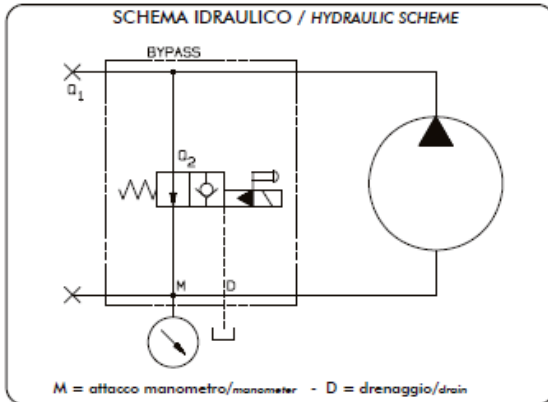 SCHEMA IDRAULICO / HYDRAULIC SCHEME
BYPASS
Q1
Q2
M D
M = attacco manometro/manometer - D = drenaggio/drain